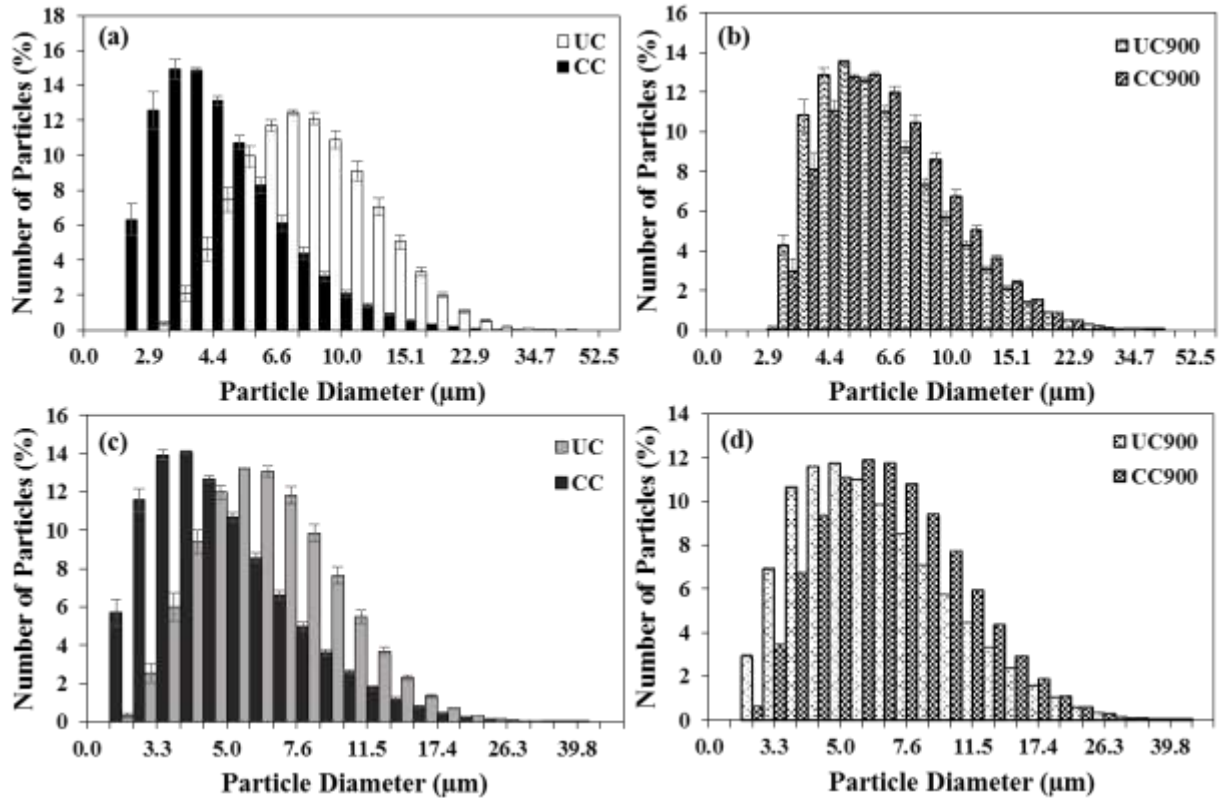 18
16
14
12
10
8
6
4
2
0
Number of Particles (%)
(a)
UC
CC
0.0 2.9 4.4 6.6 10.0 15.1 22.9 34.7 52.5
Particle Diameter (µm)
16
14
12
10
8
6
4
2
0
Number of Particles (%)
(b)
UC900
CC900
0.0 2.9 4.4 6.6 10.0 15.1 22.9 34.7 52.5
Particle Diameter (µm)
16
14
12
10
8
6
4
2
0
Number of Particles (%)
(c)
UC
CC
0.0 3.3 5.0 7.6 11.5 17.4 26.3 39.8
Particle Diameter (µm)
14
12
10
8
6
4
2
0
Number of Particles (%)
(d)
UC900
CC900
0.0 3.3 5.0 7.6 11.5 17.4 26.3 39.8
Particle Diameter (µm)